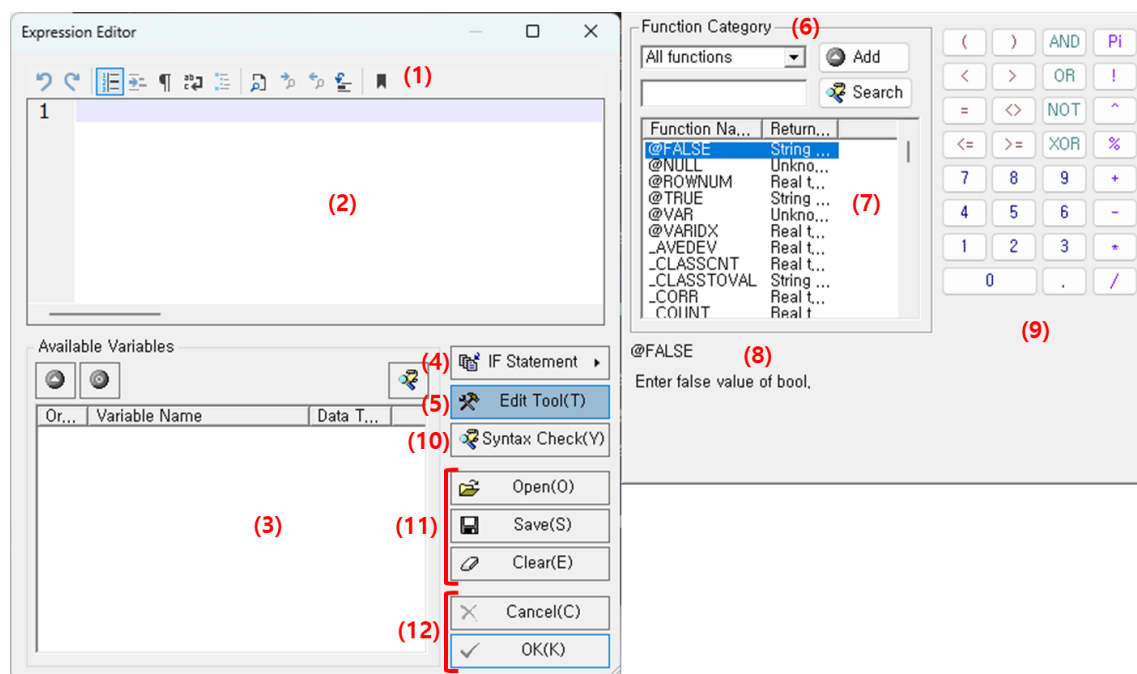 Expression Editor
(1)
1
(2)
Available Variables
Or... Variable Name Data T...
(3)
(4) IF Statement
(5) Edit Tool(T)
(10) Syntax Check(Y)
(11)
Open(O)
Save(S)
Clear(E)
(12)
Cancel(C)
OK(K)
Function Category (6)
All functions Add
Search
Function Na... Return...
@FALSE String ...
@NULL Unkno...
@ROWNUM Real t...
@TRUE String ...
@VAR Unkno...
@VARIDX Real t...
_AVEDEV Real t...
_CLASSCNT Real t...
_CLASSTOVAL String ...
_CORR Real t...
_COUNT Real t
(7)
@FALSE (8)
Enter false value of bool.
( ) AND Pi
< > OR !
= <> NOT ^
<= >= XOR %
7 8 9 +
4 5 6 -
1 2 3 *
0 . /
(9)